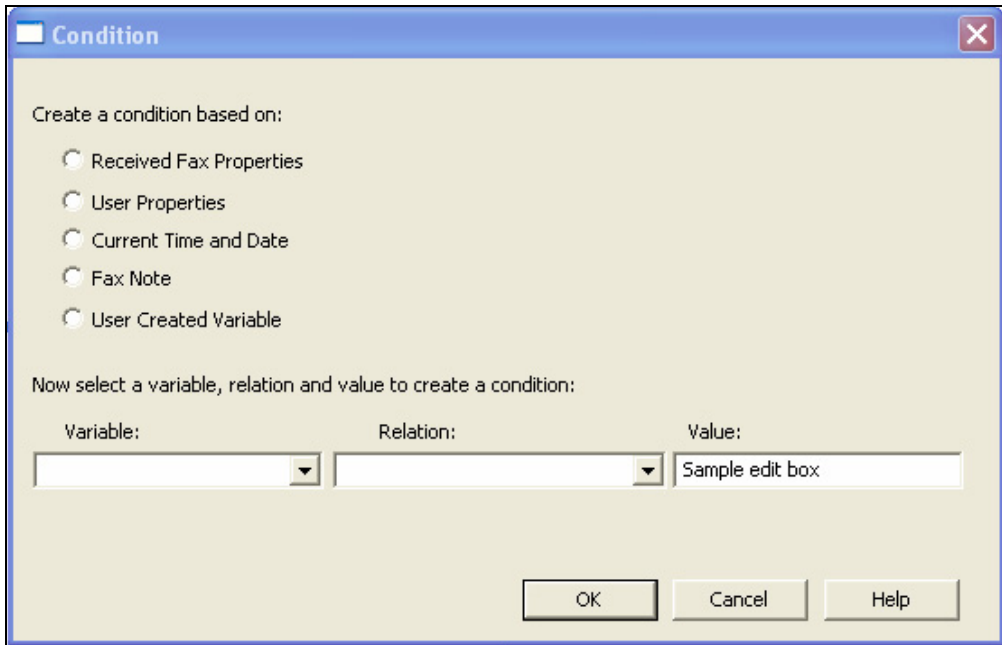 Condition
Create a condition based on:
Received Fax Properties
User Properties
Current Time and Date
Fax Note
User Created Variable
Now select a variable, relation and value to create a condition:
Variable: Relation: Value:
Sample edit box
OK Cancel Help